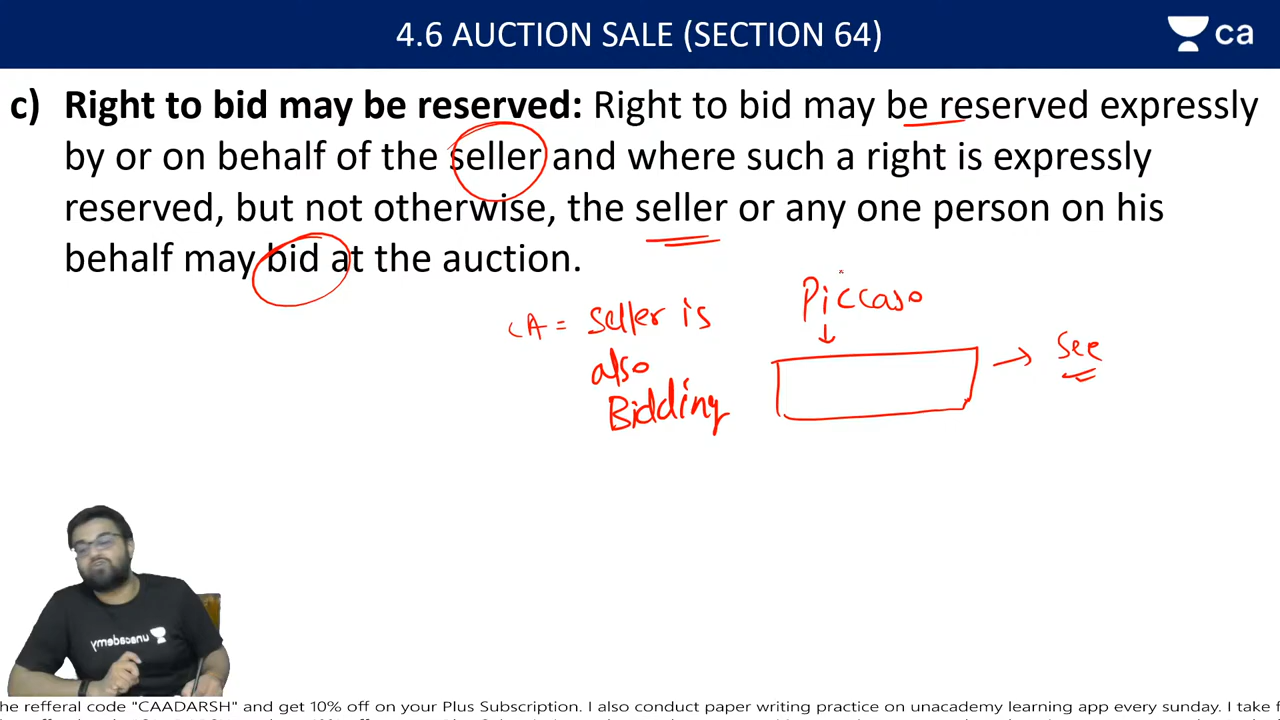 4.6 AUCTION SALE (SECTION 64)
ca
c) Right to bid may be reserved: Right to bid may be reserved expressly
by or on behalf of the seller and where such a right is expressly
reserved, but not otherwise, the seller or any one person on his
behalf may bid at the auction.
CA = Seller is
also
Bidding
Piccaso
See
unacademy
he refferal code "CAADARSH" and get 10% off on your Plus Subscription. I also conduct paper writing practice on unacademy learning app every sunday. I take